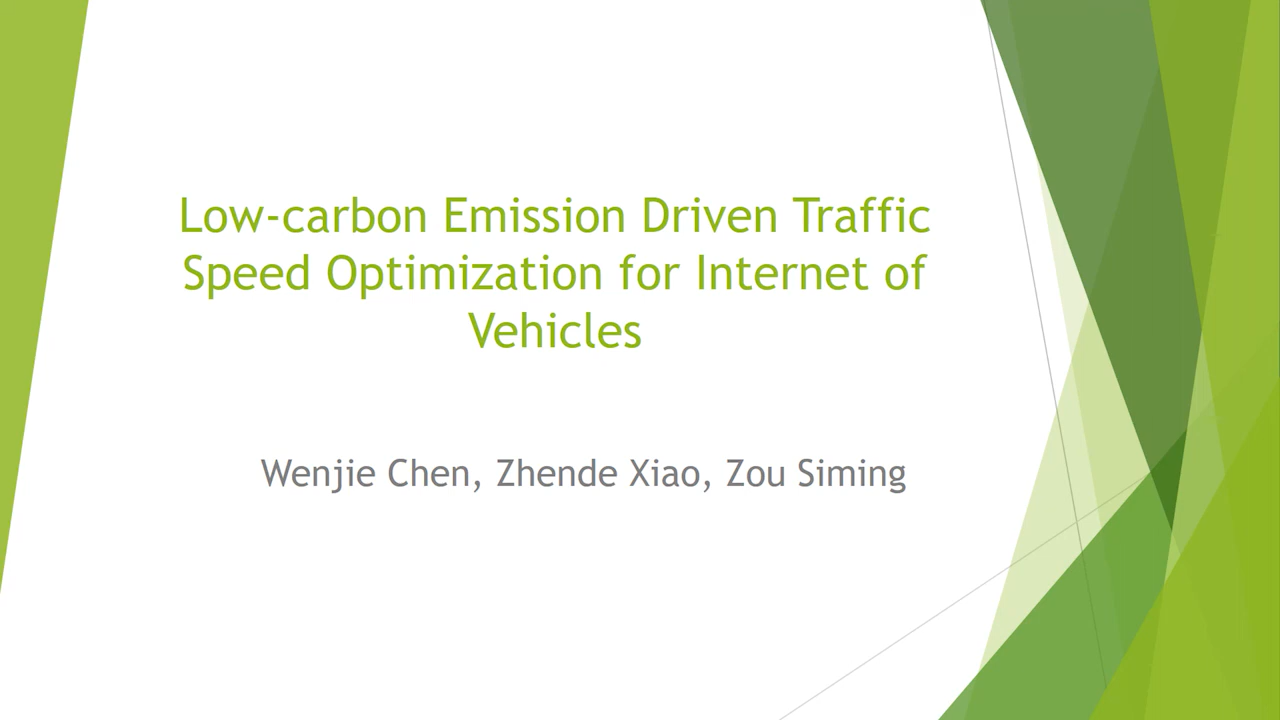 Low-carbon Emission Driven Traffic
Speed Optimization for Internet of
Vehicles
Wenjie Chen, Zhende Xiao, Zou Siming